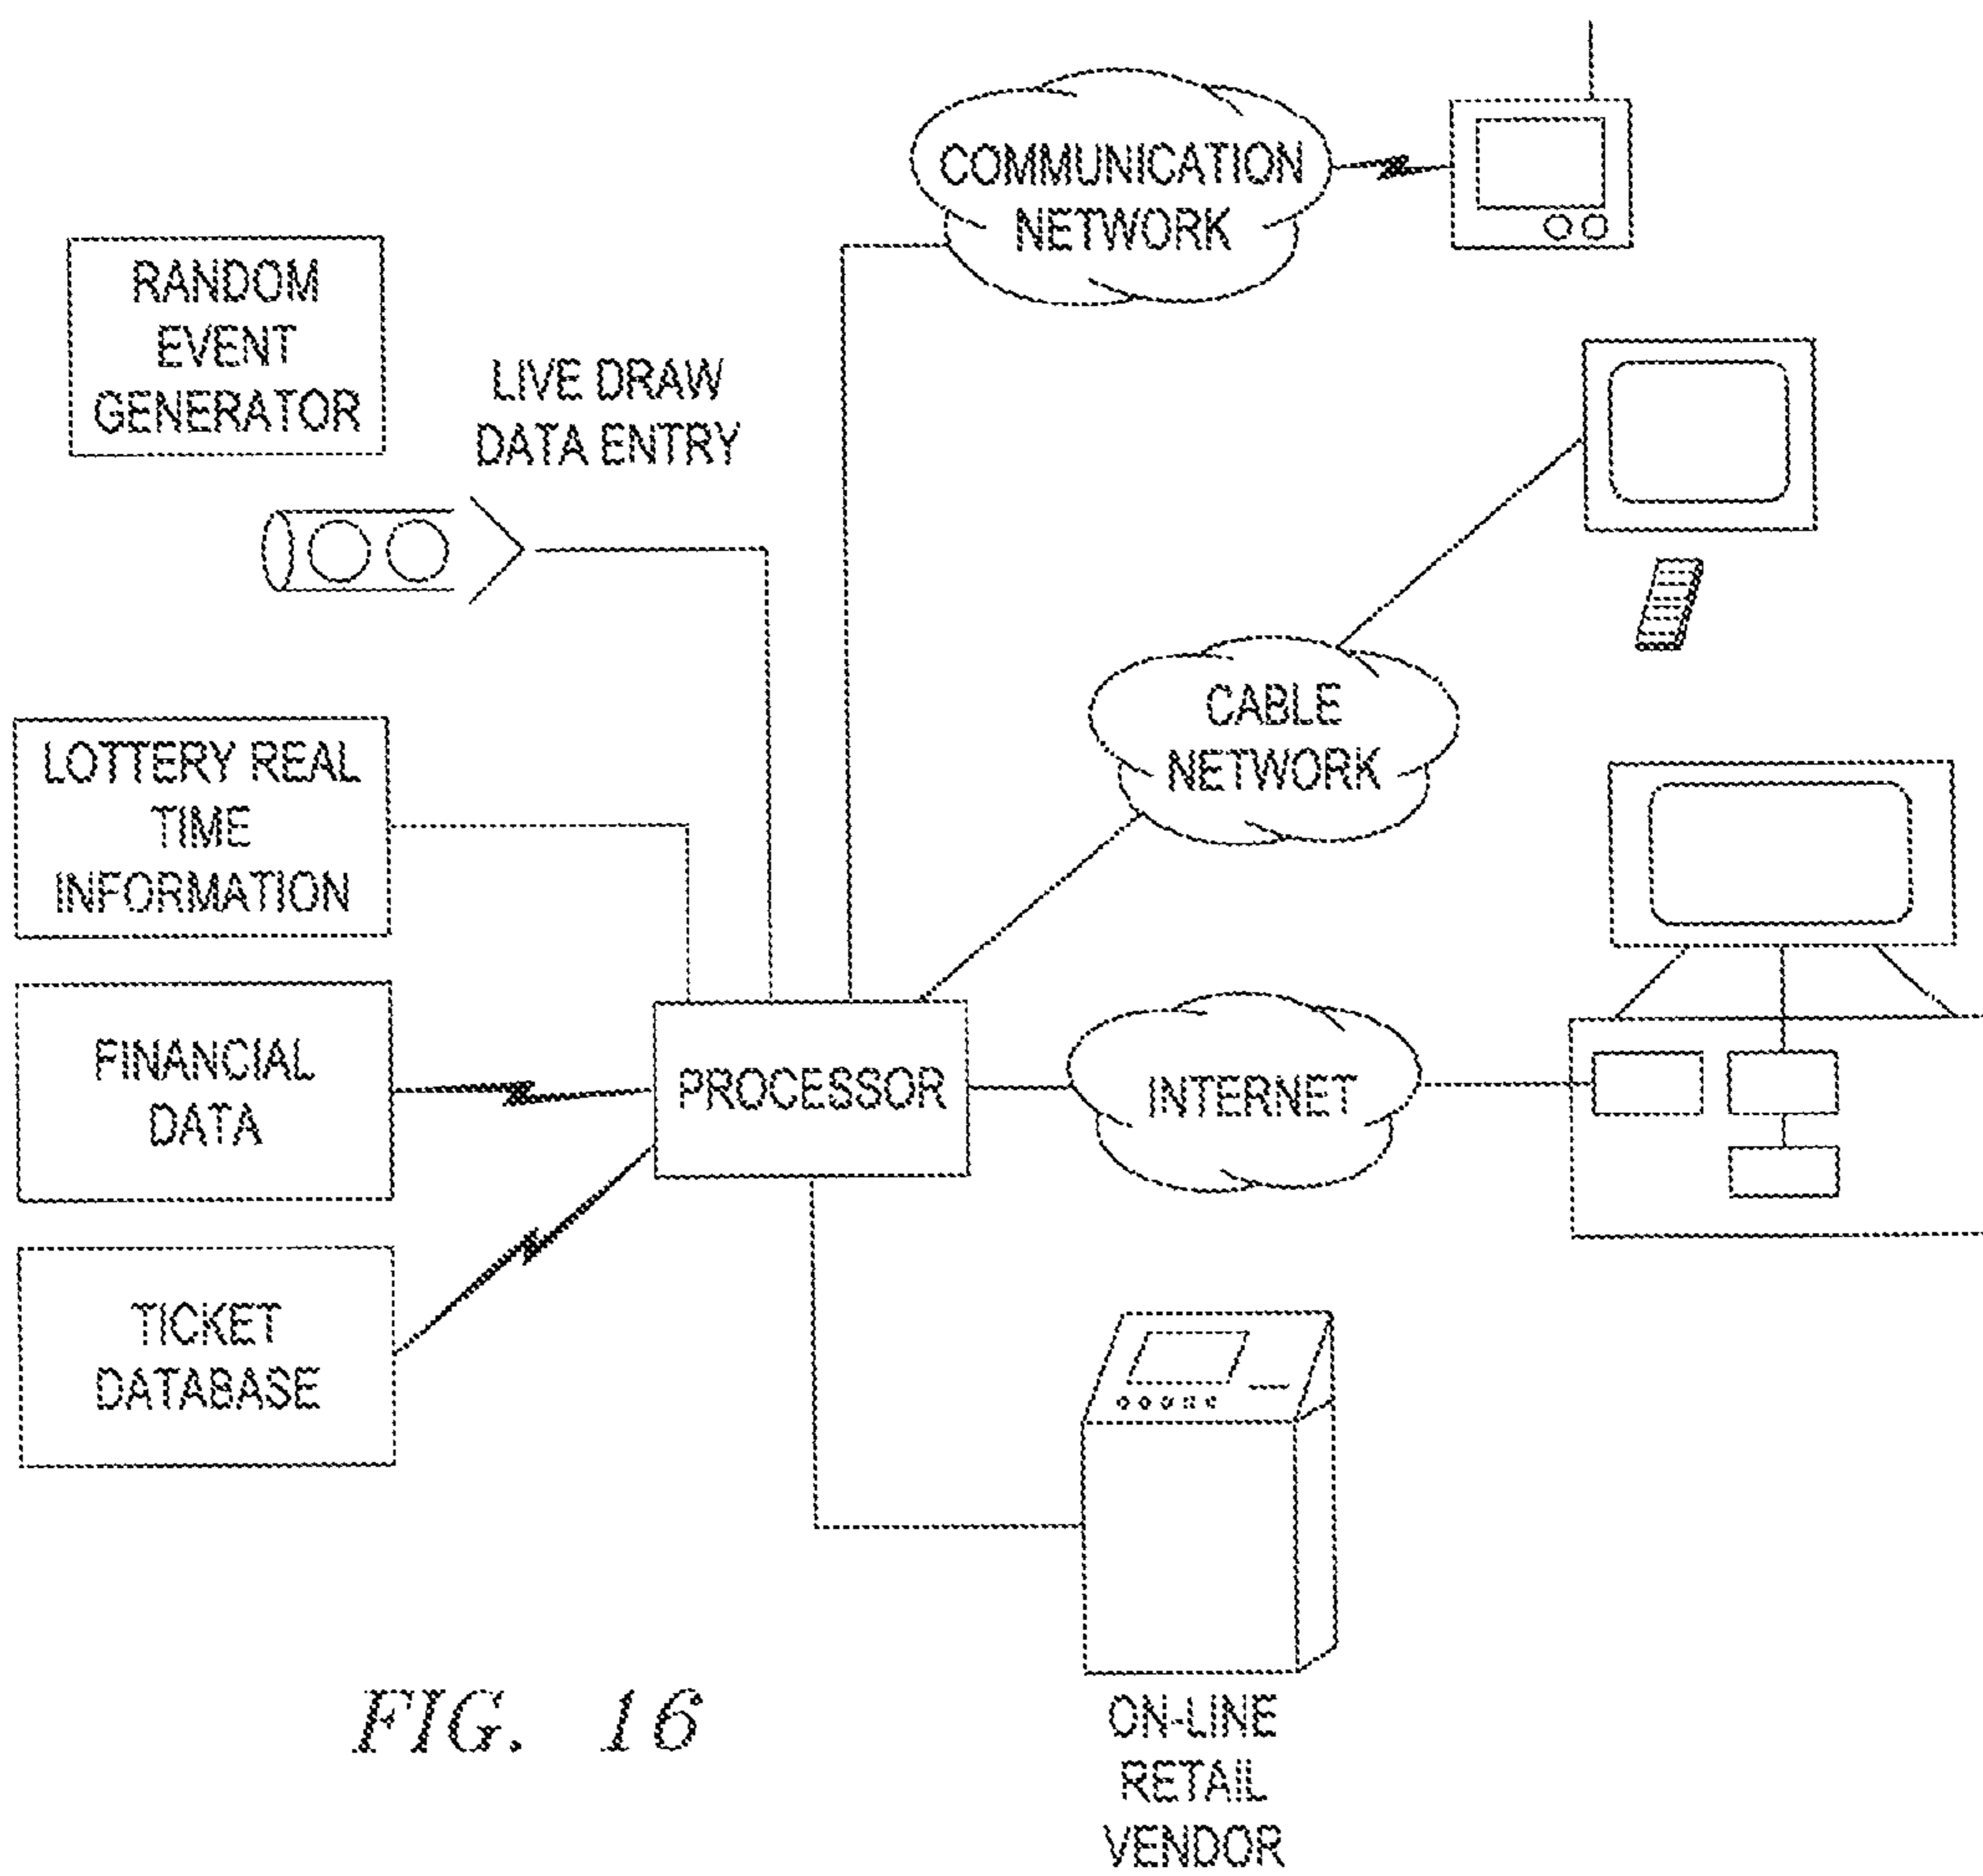 COMMUNICATION
NETWORK
RANDOM
EVENT
GENERATOR
LIVE DRAW
DATA ENTRY
CABLE
NETWORK
LOTTERY REAL
TIME
INFORMATION
FINANCIAL
DATA
PROCESSOR
INTERNET
TICKET
DATABASE
FIG. 16
ON-LINE
RETAIL
VENDOR